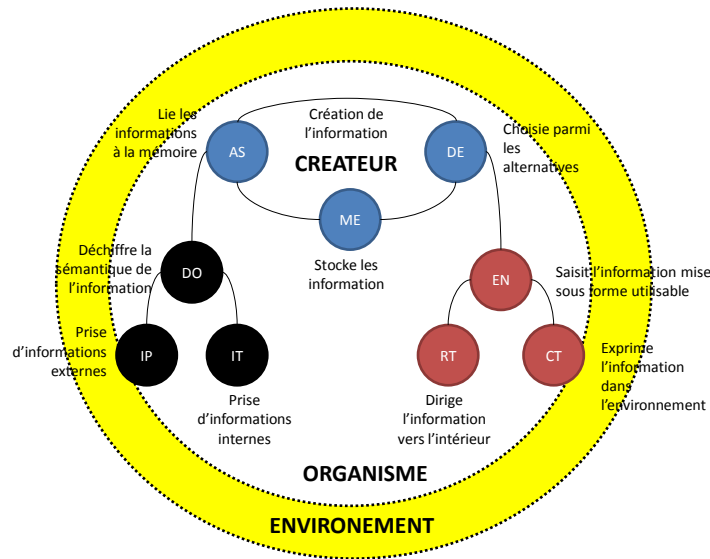 Lie les
informations
à la mémoire
AS
Création de
l'information
CREATEUR
DE
Choisie parmi
les
alternatives
ME
Stocke les
information
Déchiffre la
sémantique de
l'information
DO
EN
Saisit l'information mise
sous forme utilisable
Prise
d'informations
externes
IP
IT
RT
CT
Exprime
l'information
dans
l'environnement
Prise
d'informations
internes
Dirige
l'information
vers l'intérieur
ORGANISME
ENVIRONEMENT